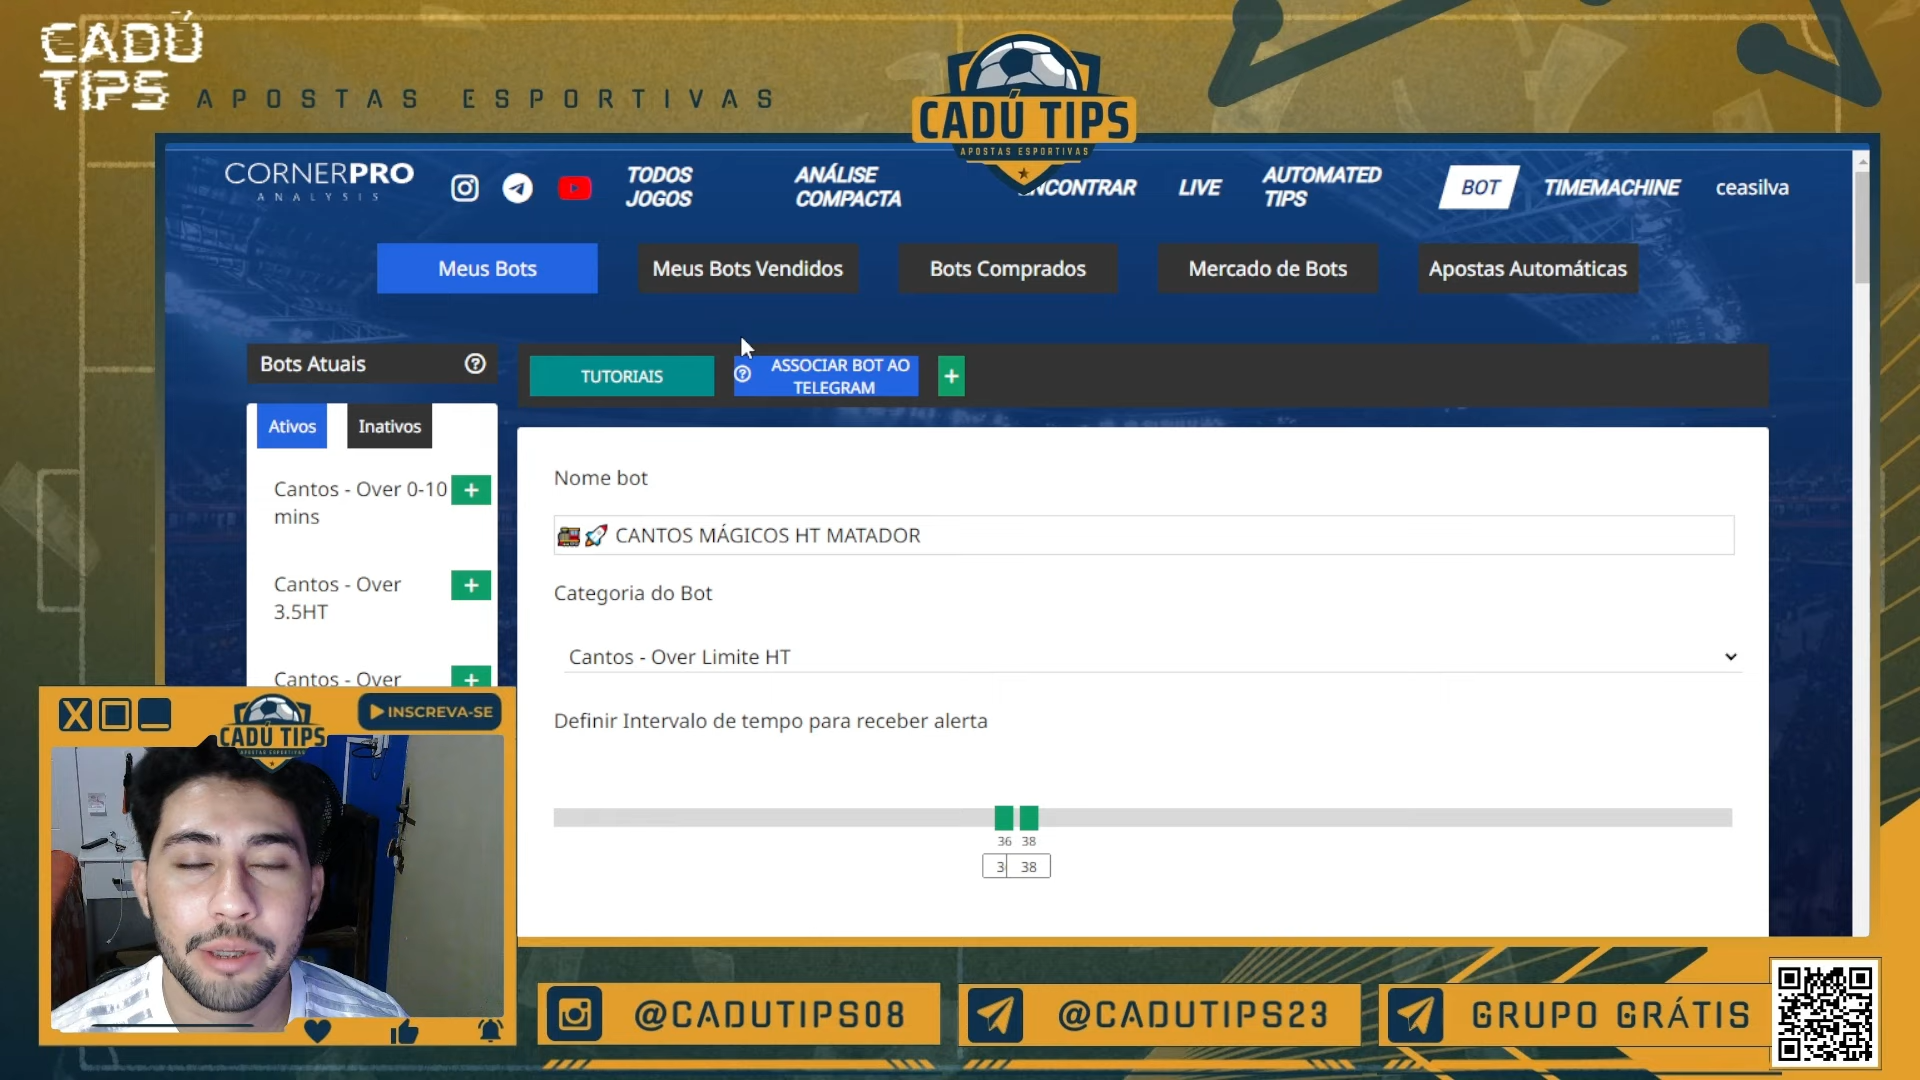 CADÚ
TIPS
APOSTAS ESPORTIVAS
CADÚ TIPS
APOSTAS ESPORTIVAS
CORNERPRO
ANALYSIS
TODOS
JOGOS
ANÁLISE
COMPACTA
NCONTRAR
LIVE
AUTOMATED
TIPS
BOT
TIMEMACHINE
ceasilva
Meus Bots
Meus Bots Vendidos
Bots Comprados
Mercado de Bots
Apostas Automáticas
Bots Atuais
TUTORIAIS
ASSOCIAR BOT AO
TELEGRAM
+
Ativos
Inativos
Cantos - Over 0-10
mins
+
Cantos - Over
3.5HT
+
Cantos - Over
+
Nome bot
CANTOS MÁGICOS HT MATADOR
Categoria do Bot
Cantos - Over Limite HT
Definir Intervalo de tempo para receber alerta
36 38
3 38
X
CADÚ TIPS
INSCREVA-SE
@CADUTIPS08
@CADUTIPS23
GRUPO GRÁTIS